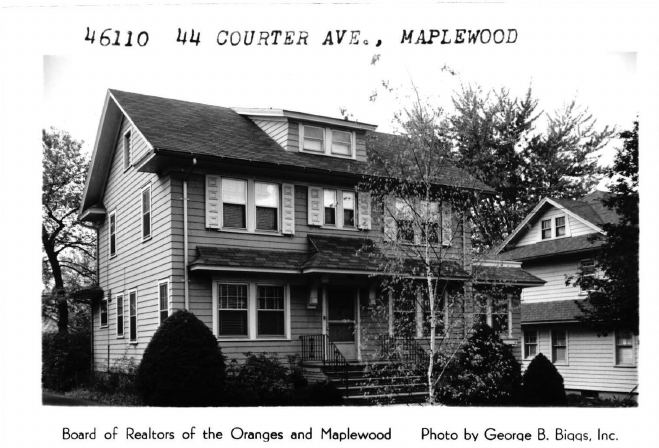 46110 44 COURTER AVE., MAPLEWOOD
Board of Realtors of the Oranges and Maplewood Photo by George B. Biggs, Inc.